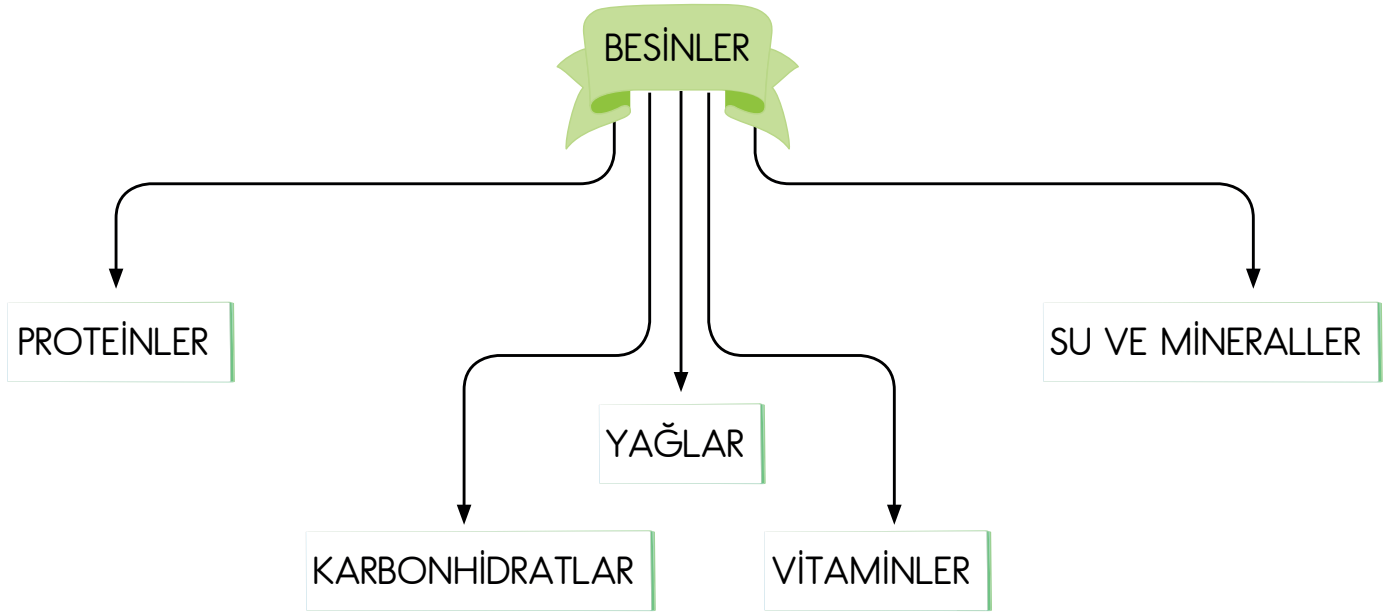 BESİNLER
PROTEİNLER
SU VE MİNERALLER
YAĞLAR
KARBONHİDRATLAR
VİTAMİNLER